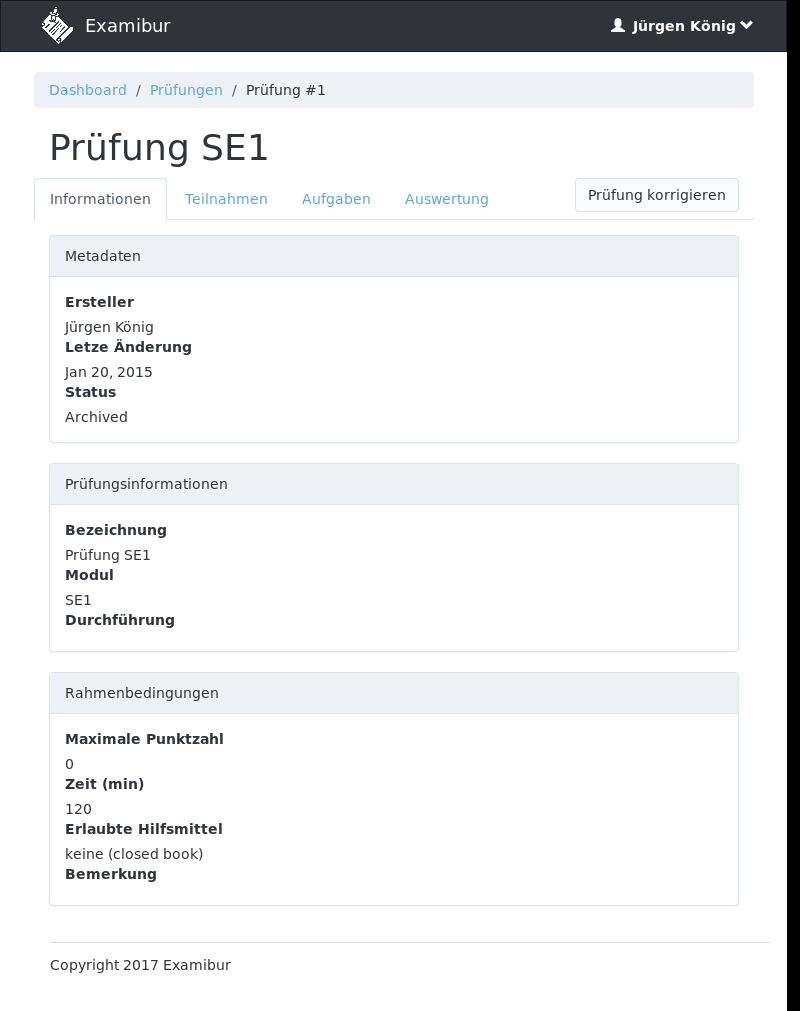 Examibur
Jürgen König
Dashboard / Prüfungen / Prüfung #1
Prüfung SE1
Informationen Teilnahmen Aufgaben Auswertung Prüfung korrigieren
Metadaten
Ersteller
Jürgen König
Letze Änderung
Jan 20, 2015
Status
Archived
Prüfungsinformationen
Bezeichnung
Prüfung SE1
Modul
SE1
Durchführung
Rahmenbedingungen
Maximale Punktzahl
0
Zeit (min)
120
Erlaubte Hilfsmittel
keine (closed book)
Bemerkung
Copyright 2017 Examibur